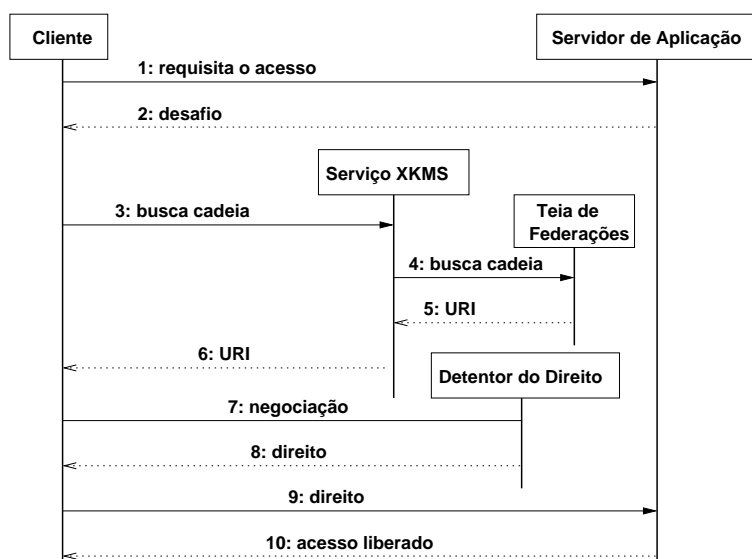 Cliente
Servidor de Aplicação
1: requisita o acesso
2: desafio
Serviço XKMS
3: busca cadeia
Teia de
Federações
4: busca cadeia
5: URI
6: URI
Detentor do Direito
7: negociação
8: direito
9: direito
10: acesso liberado